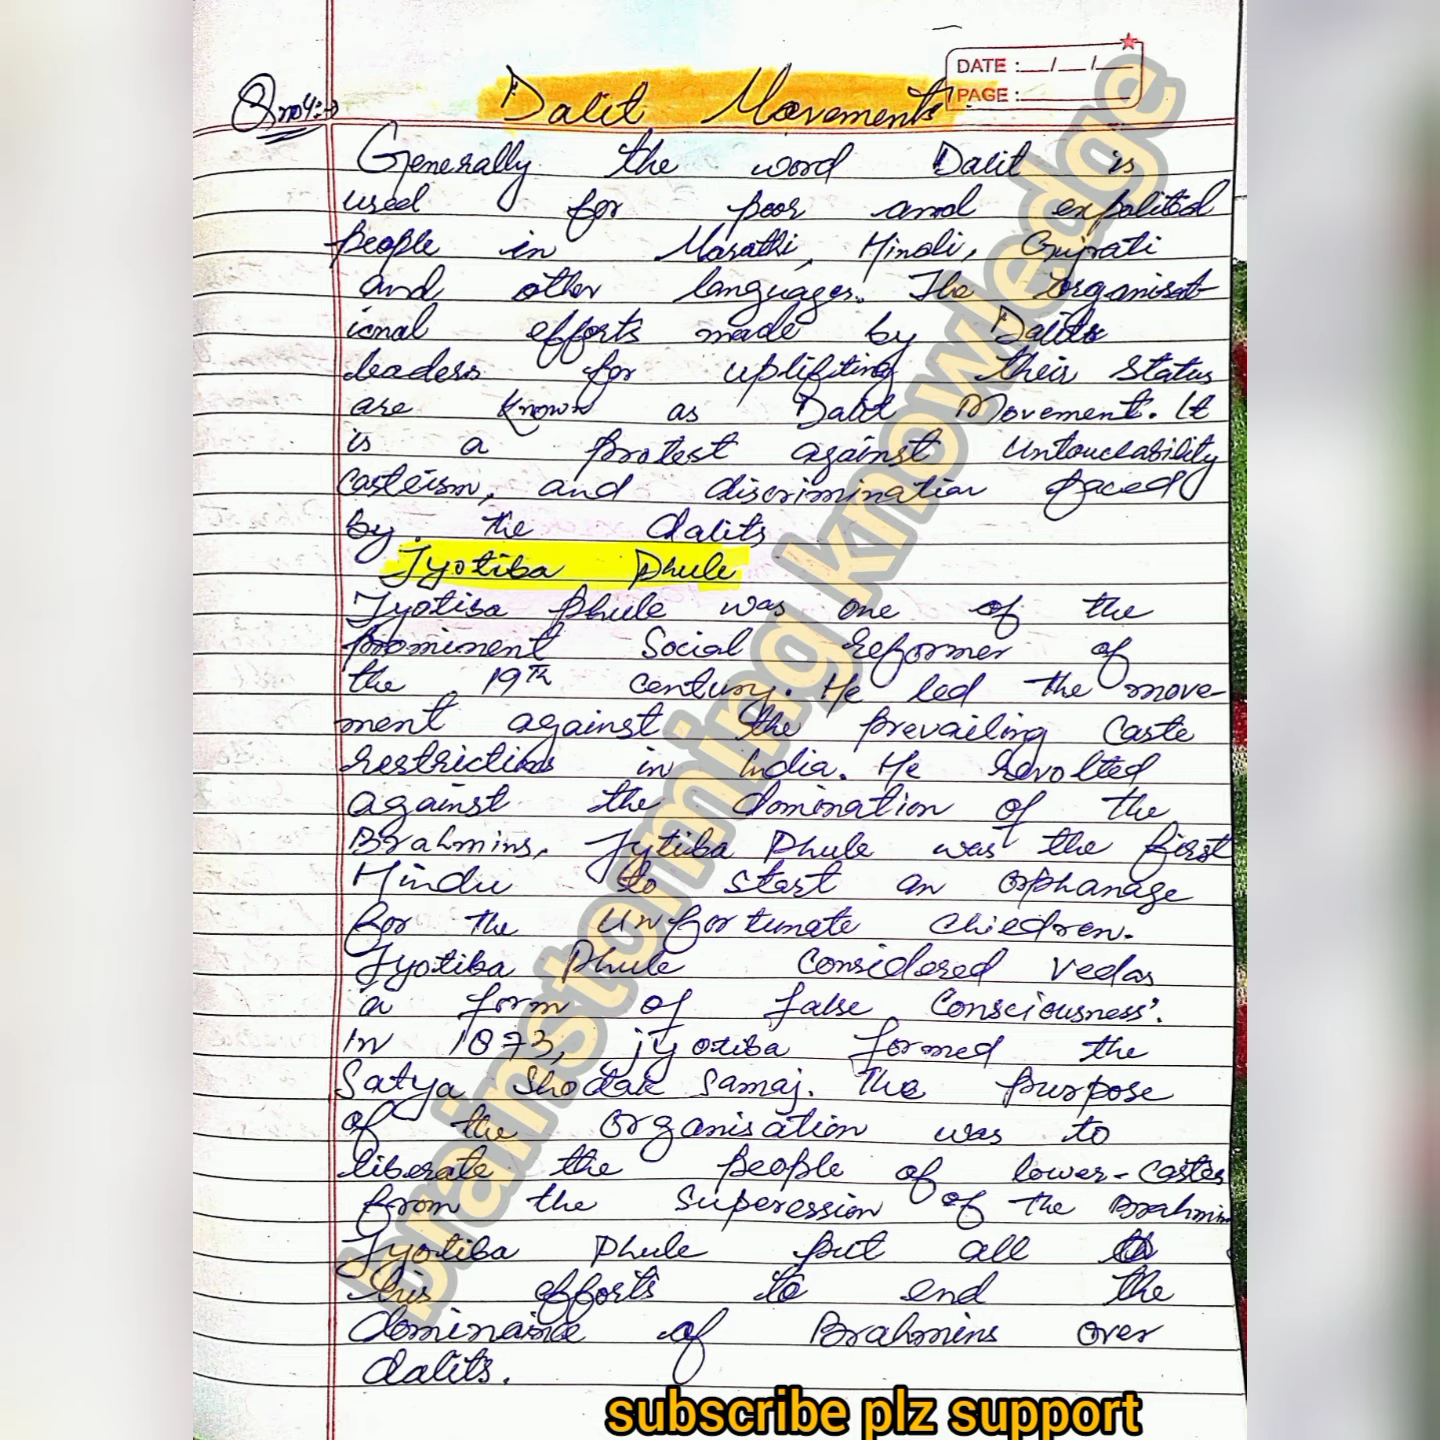 DATE :__/__/__
PAGE :
Qno4:→
Dalit Movements
Generally the word Dalit is
used for poor and expolited
people in Marathi, Hindi, Gujrati
and other languages. The organisat-
ional efforts made by Dalits
leaders for uplifting their status
are known as Dalit Movement. It
is a protest against untouchability
casteism, and discrimination faced
by the dalits
Jyotiba Phule
Jyotiba phule was one of the
prominent Social reformer of
the 19th century. He led the move-
ment against the prevailing caste
restrictions in India. He revolted
against the domination of the
Brahmins. Jytiba Phule was the first
Hindu to start an orphanage
for the unfortunate children.
Jyotiba Phule considered Vedas
a form of false consciousness'.
In 1873, jyotiba formed the
Satya Shodak Samaj. The purpose
of the organisation was to
liberate the people of lower-castes
from the superession of the Brahmin
Jyotiba Phule put all
his efforts to end the
dominance of Brahmins over
dalits.
brainstorming knowledge
subscribe plz support